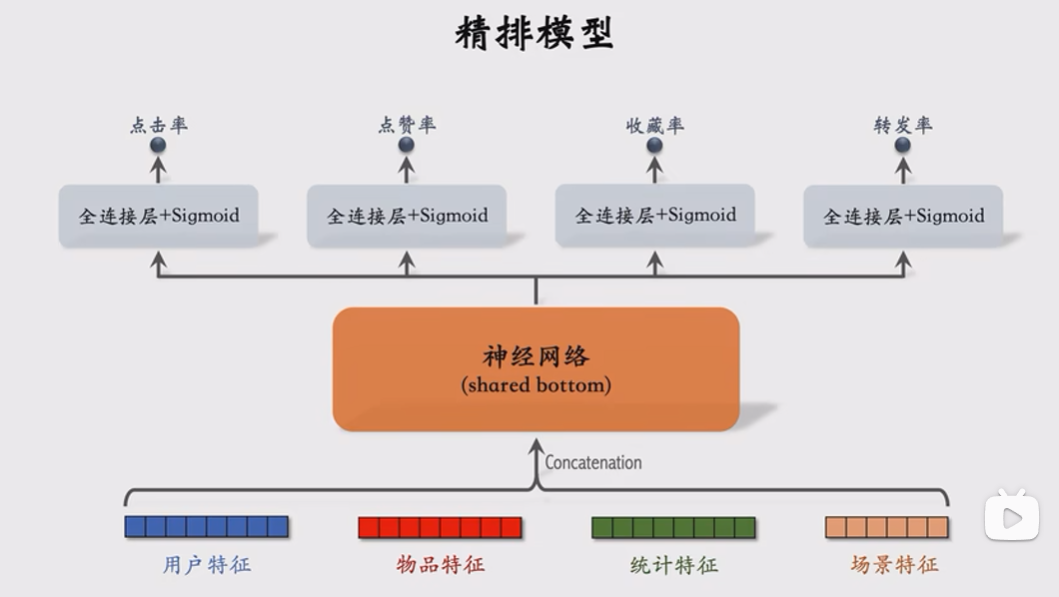 精排模型
点击率
点赞率
收藏率
转发率
全连接层+Sigmoid
全连接层+Sigmoid
全连接层+Sigmoid
全连接层+Sigmoid
神经网络
(shared bottom)
Concatenation
用户特征
物品特征
统计特征
场景特征